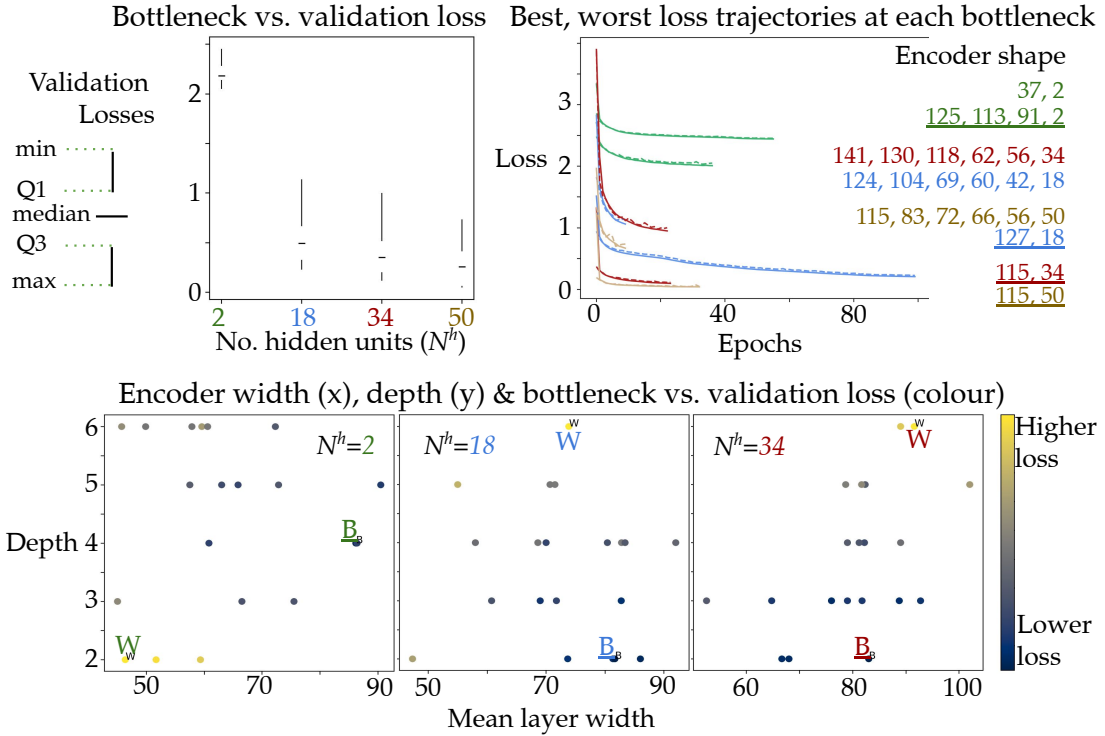 Bottleneck vs. validation loss
Validation
Losses
min
Q1
median
Q3
max
2
1
0
2
18
34
50
No. hidden units (Nʰ)
Best, worst loss trajectories at each bottleneck
Loss
3
2
1
0
0
40
80
Epochs
Encoder shape
37, 2
125, 113, 91, 2
141, 130, 118, 62, 56, 34
124, 104, 69, 60, 42, 18
115, 83, 72, 66, 56, 50
127, 18
115, 34
115, 50
Encoder width (x), depth (y) & bottleneck vs. validation loss (colour)
6
5
Depth 4
3
2
Nʰ=2
B
B
W
W
50
70
90
Nʰ=18
W
W
B
B
50
70
90
Nʰ=34
W
W
B
B
60
80
100
Mean layer width
Higher
loss
Lower
loss